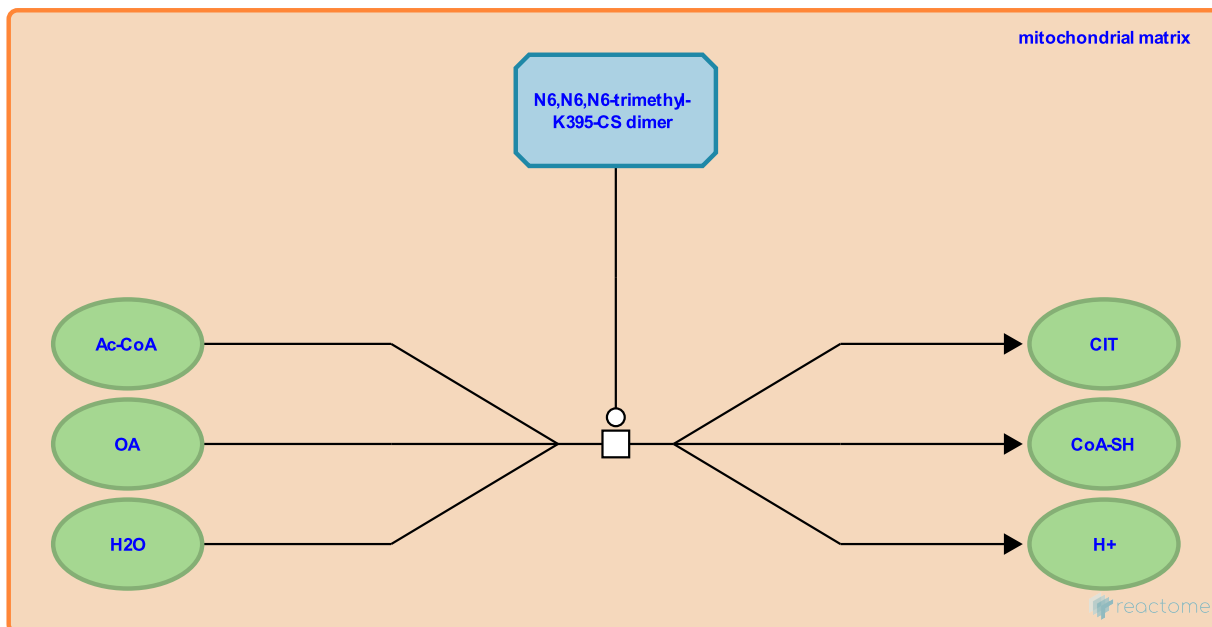 mitochondrial matrix
N6,N6,N6-trimethyl-
K395-CS dimer
Ac-CoA
CIT
OA
CoA-SH
H2O
H+
reactome